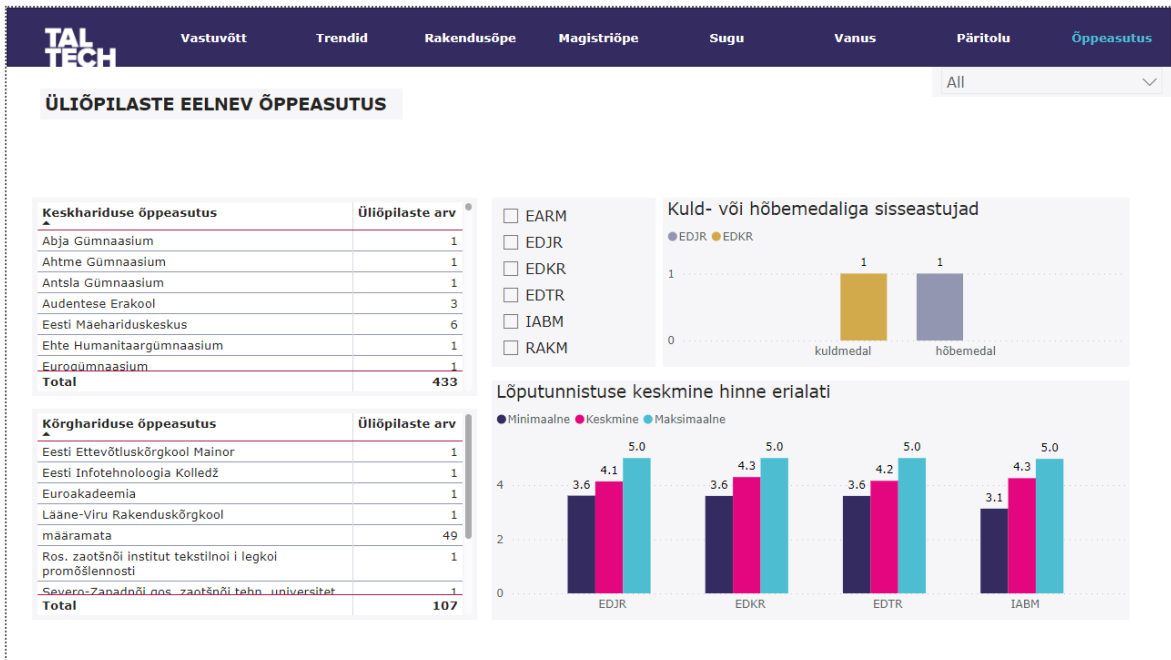 TAL
TECH
Vastuvõtt Trendid Rakendusõpe Magistriõpe Sugu Vanus Päritolu Õppeasutus
All
ÜLIÕPILASTE EELNEV ÕPPEASUTUS
Keskhariduse õppeasutus Üliõpilaste arv
Abja Gümnaasium 1
Ahtme Gümnaasium 1
Antsla Gümnaasium 1
Audentese Erakool 3
Eesti Mäehariduskeskus 6
Ehte Humanitaargümnaasium 1
Eurogümnaasium 1
Total 433
Kõrghariduse õppeasutus Üliõpilaste arv
Eesti Ettevõtluskõrgkool Mainor 1
Eesti Infotehnoloogia Kolledž 1
Euroakadeemia 1
Lääne-Viru Rakenduskõrgkool 1
määramata 49
Ros. zaotšnõi institut tekstilnoi i legkoi 1
promõšlennosti
Severo-Zapadnõi gos. zaotšnõi tehn. universitet 1
Total 107
EARM
EDJR
EDKR
EDTR
IABM
RAKM
Kuld- või hõbemedaliga sisseastujad
EDJR EDKR
1 1
1
0
kuldmedal hõbemedal
Lõputunnistuse keskmine hinne erialati
Minimaalne Keskmine Maksimaalne
3.6 4.1 5.0 3.6 4.3 5.0 3.6 4.2 5.0 3.1 4.3 5.0
4
2
0
EDJR EDKR EDTR IABM